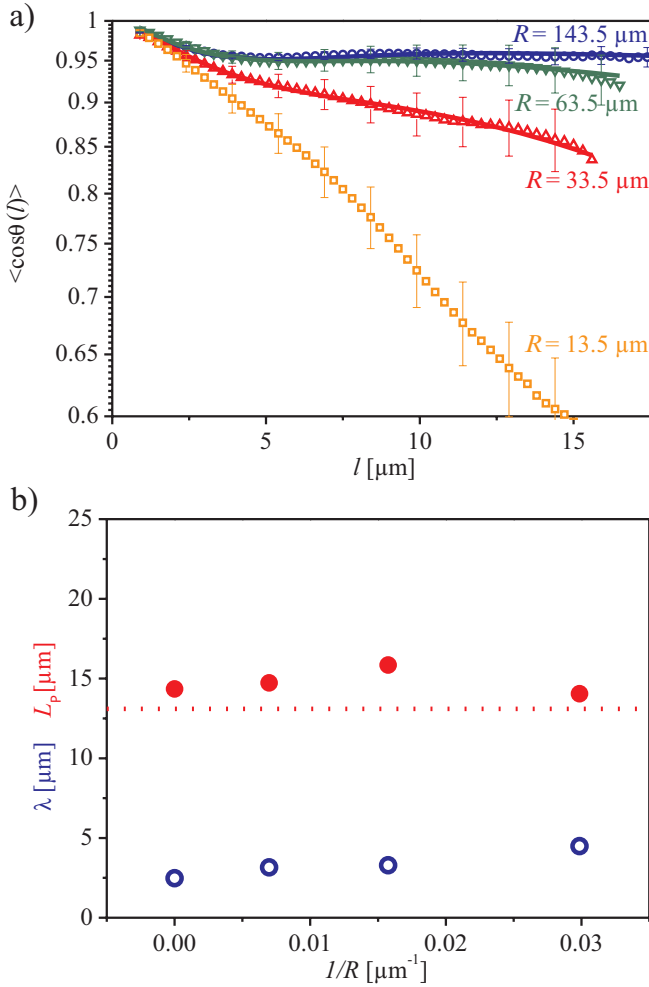 a)
1
0.95
0.9
0.85
0.8
0.75
0.7
0.65
0.6
<cosθ(l)>
R = 143.5 µm
R = 63.5 µm
R = 33.5 µm
R = 13.5 µm
0 5 10 15
l [µm]
b)
25
20
15
10
5
0
λ [µm] Lₚ [µm]
0.00 0.01 0.02 0.03
1/R [µm⁻¹]